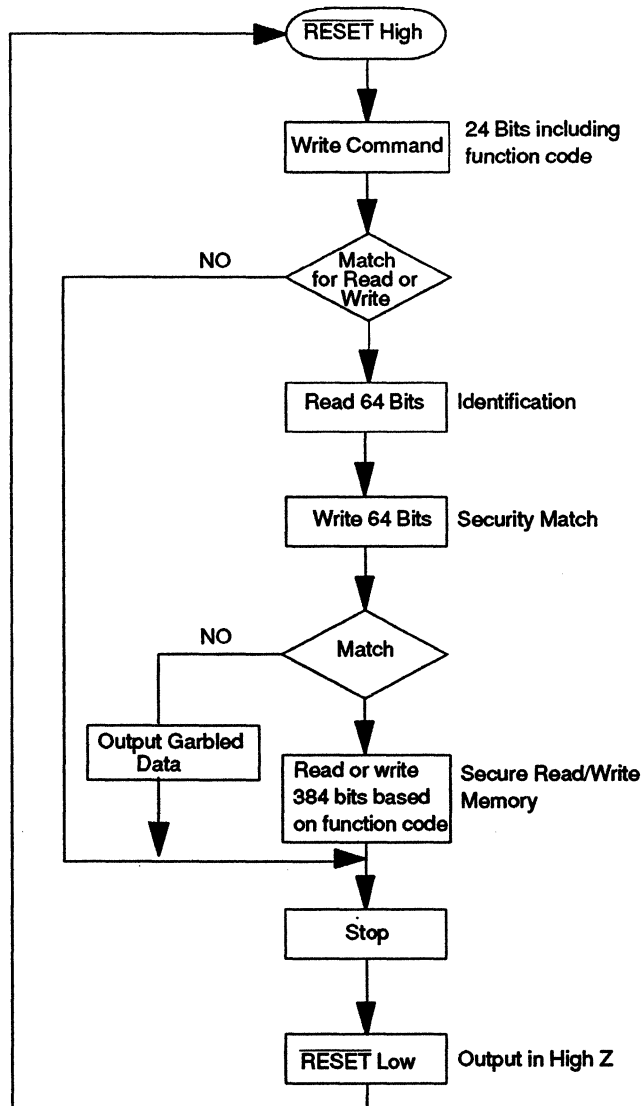 RESET High
Write Command
24 Bits including
function code
NO
Match
for Read or
Write
Read 64 Bits
Identification
Write 64 Bits
Security Match
NO
Match
Output Garbled
Data
Read or write
384 bits based
on function code
Secure Read/Write
Memory
Stop
RESET Low
Output in High Z